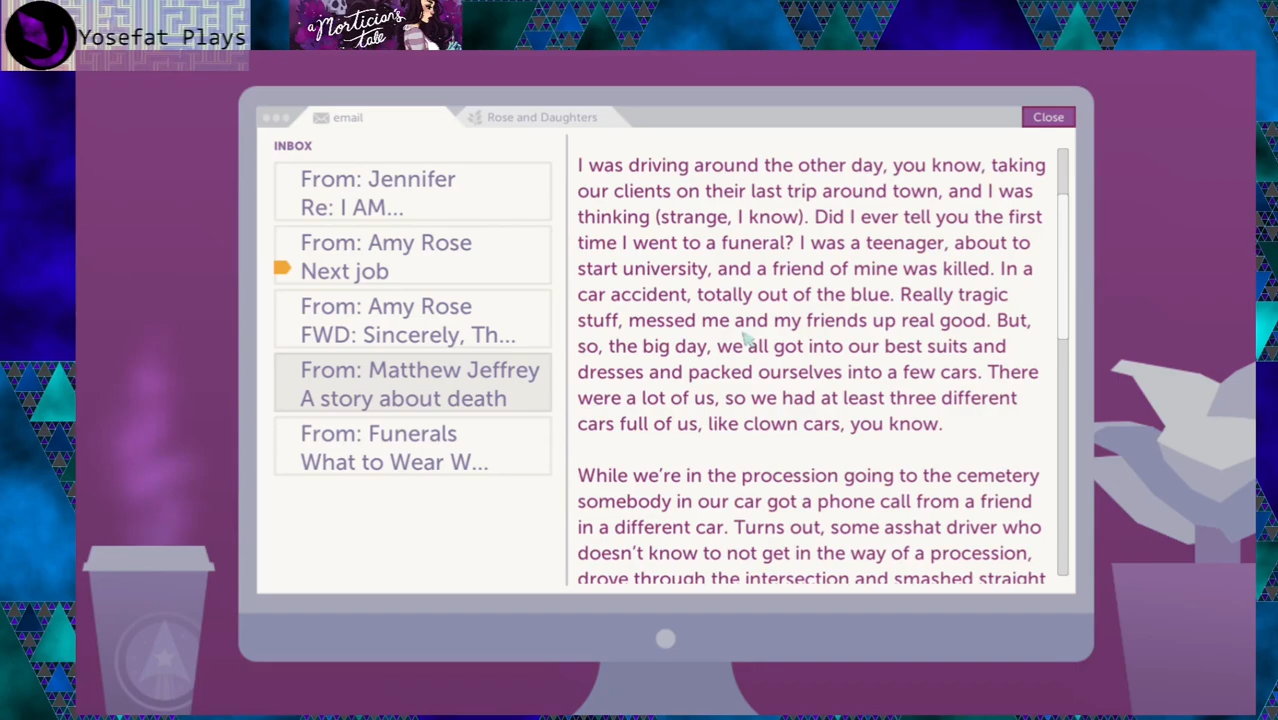 Yosefat Plays
a Mortician's
tale
email
Rose and Daughters
Close
INBOX
From: Jennifer
Re: I AM...
From: Amy Rose
Next job
From: Amy Rose
FWD: Sincerely, Th...
From: Matthew Jeffrey
A story about death
From: Funerals
What to Wear W...
I was driving around the other day, you know, taking
our clients on their last trip around town, and I was
thinking (strange, I know). Did I ever tell you the first
time I went to a funeral? I was a teenager, about to
start university, and a friend of mine was killed. In a
car accident, totally out of the blue. Really tragic
stuff, messed me and my friends up real good. But,
so, the big day, we all got into our best suits and
dresses and packed ourselves into a few cars. There
were a lot of us, so we had at least three different
cars full of us, like clown cars, you know.
While we're in the procession going to the cemetery
somebody in our car got a phone call from a friend
in a different car. Turns out, some asshat driver who
doesn't know to not get in the way of a procession,
drove through the intersection and smashed straight